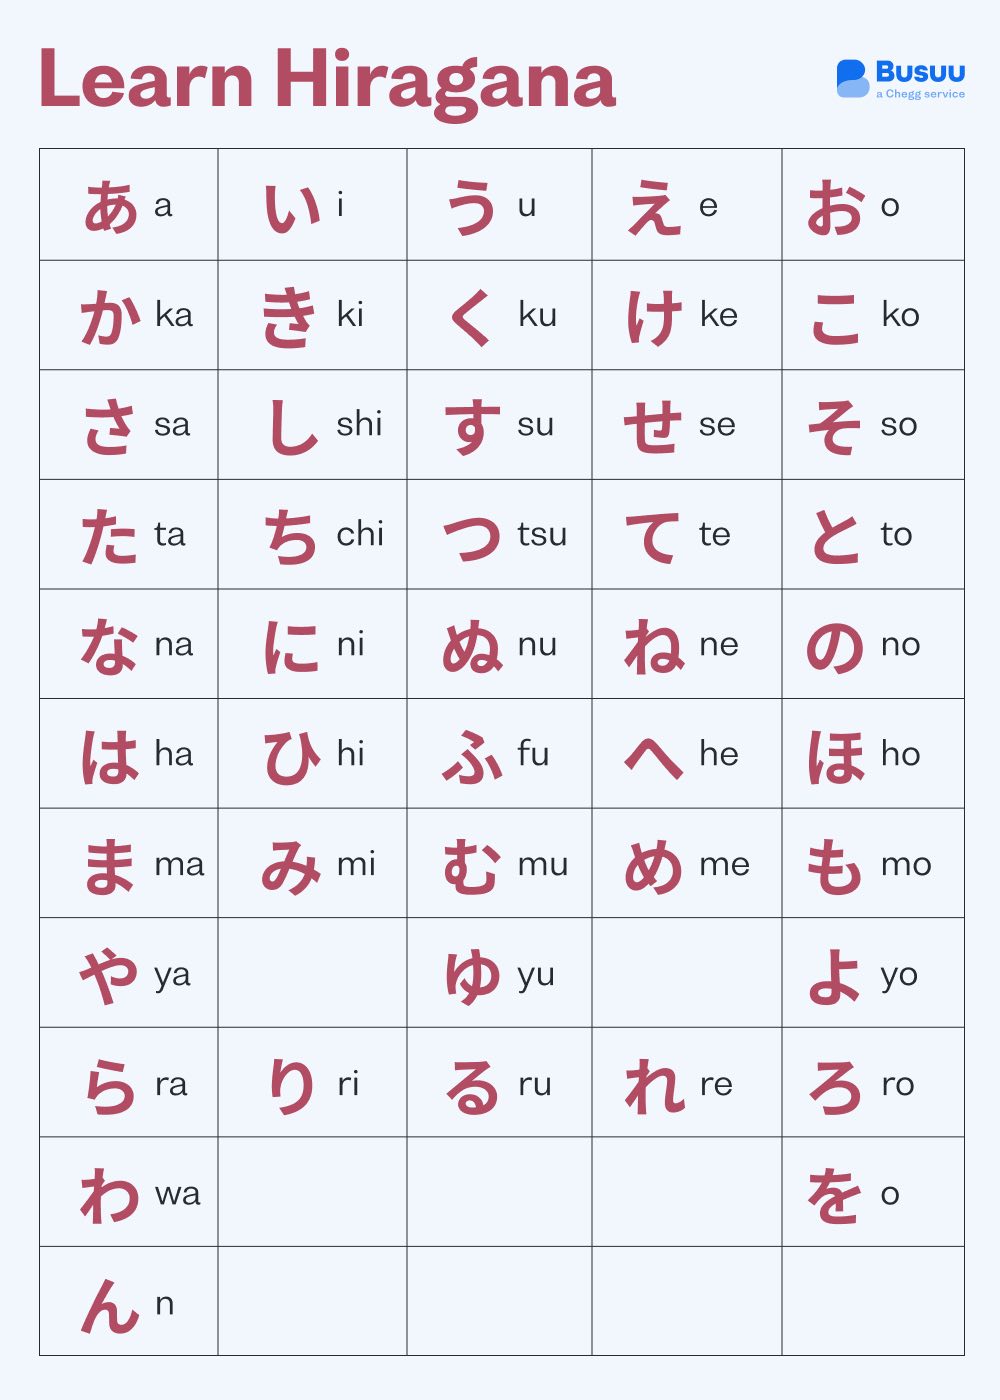 Learn Hiragana
Busuu
a Chegg service
あ a い i う u え e お o
か ka き ki く ku け ke こ ko
さ sa し shi す su せ se そ so
た ta ち chi つ tsu て te と to
な na に ni ぬ nu ね ne の no
は ha ひ hi ふ fu へ he ほ ho
ま ma み mi む mu め me も mo
や ya ゆ yu よ yo
ら ra り ri る ru れ re ろ ro
わ wa を o
ん n